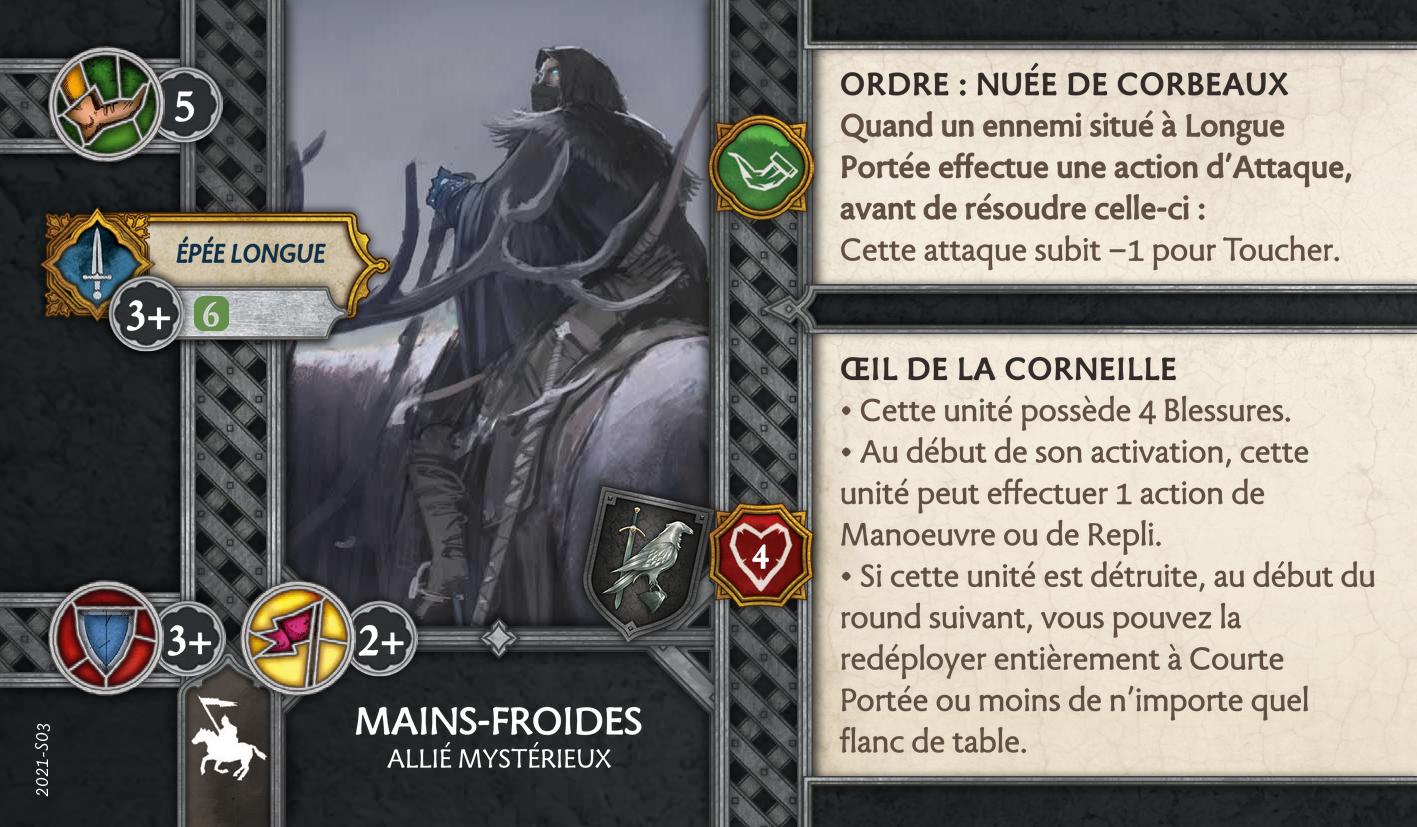 5
ÉPÉE LONGUE
3+
6
3+
2+
MAINS-FROIDES
ALLIÉ MYSTÉRIEUX
2021-S03
ORDRE : NUÉE DE CORBEAUX
Quand un ennemi situé à Longue
Portée effectue une action d’Attaque,
avant de résoudre celle-ci :
Cette attaque subit –1 pour Toucher.
4
ŒIL DE LA CORNEILLE
• Cette unité possède 4 Blessures.
• Au début de son activation, cette
unité peut effectuer 1 action de
Manoeuvre ou de Repli.
• Si cette unité est détruite, au début du
round suivant, vous pouvez la
redéployer entièrement à Courte
Portée ou moins de n’importe quel
flanc de table.